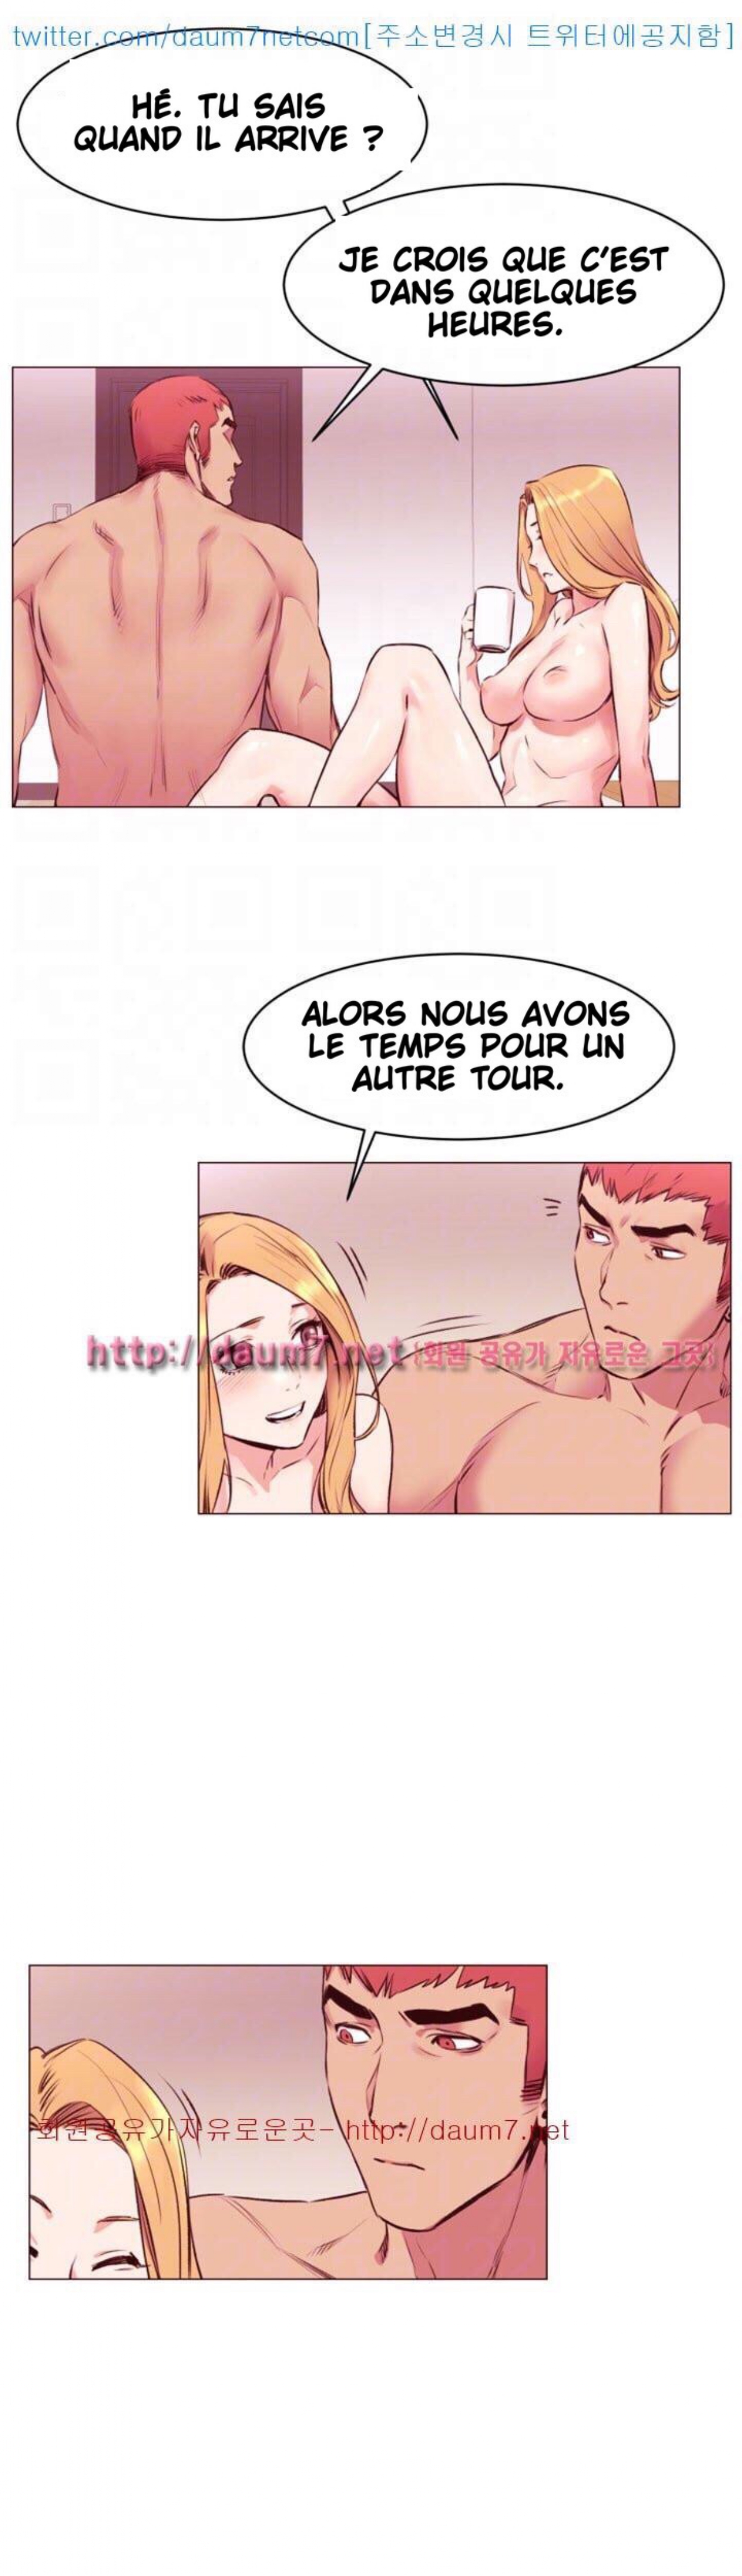 twitter.com/daum7netcom[주소변경시 트위터에공지함]
HÉ. TU SAIS
QUAND IL ARRIVE ?
JE CROIS QUE C'EST
DANS QUELQUES
HEURES.
ALORS NOUS AVONS
LE TEMPS POUR UN
AUTRE TOUR.
http://daum7.net [회원 공유가 자유로운 그곳]
회원공유가자유로운곳- http://daum7.net